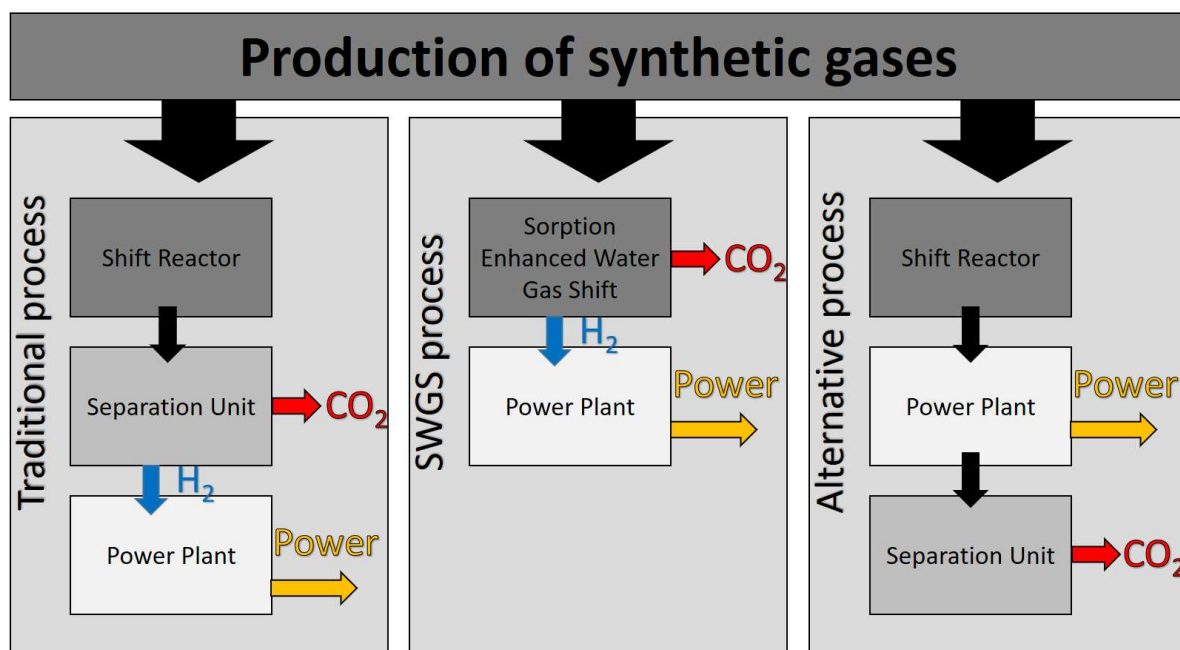 Production of synthetic gases
Traditional process
Shift Reactor
Separation Unit
CO₂
H₂
Power Plant
Power
SWGS process
Sorption
Enhanced Water
Gas Shift
CO₂
H₂
Power Plant
Power
Alternative process
Shift Reactor
Power Plant
Power
Separation Unit
CO₂